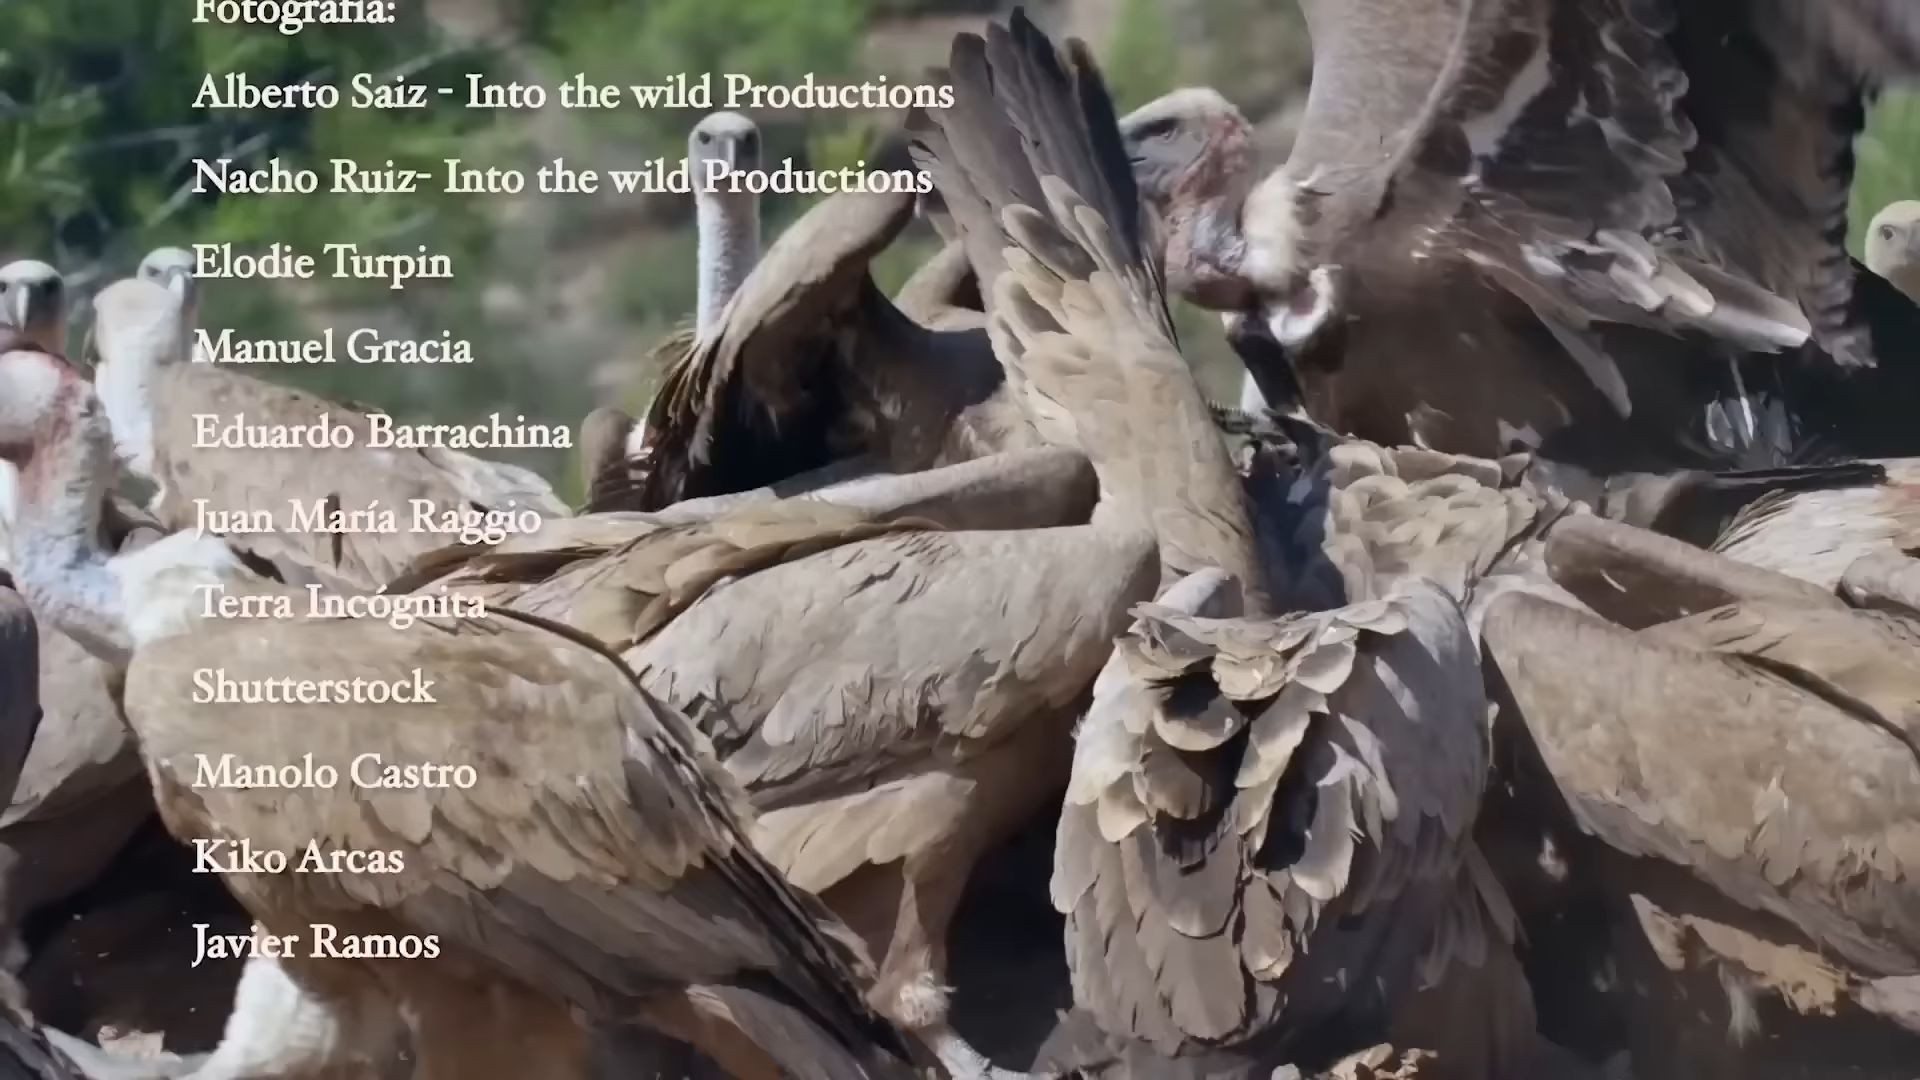 Fotografía:
Alberto Saiz - Into the wild Productions
Nacho Ruiz- Into the wild Productions
Elodie Turpin
Manuel Gracia
Eduardo Barrachina
Juan María Raggio
Terra Incógnita
Shutterstock
Manolo Castro
Kiko Arcas
Javier Ramos